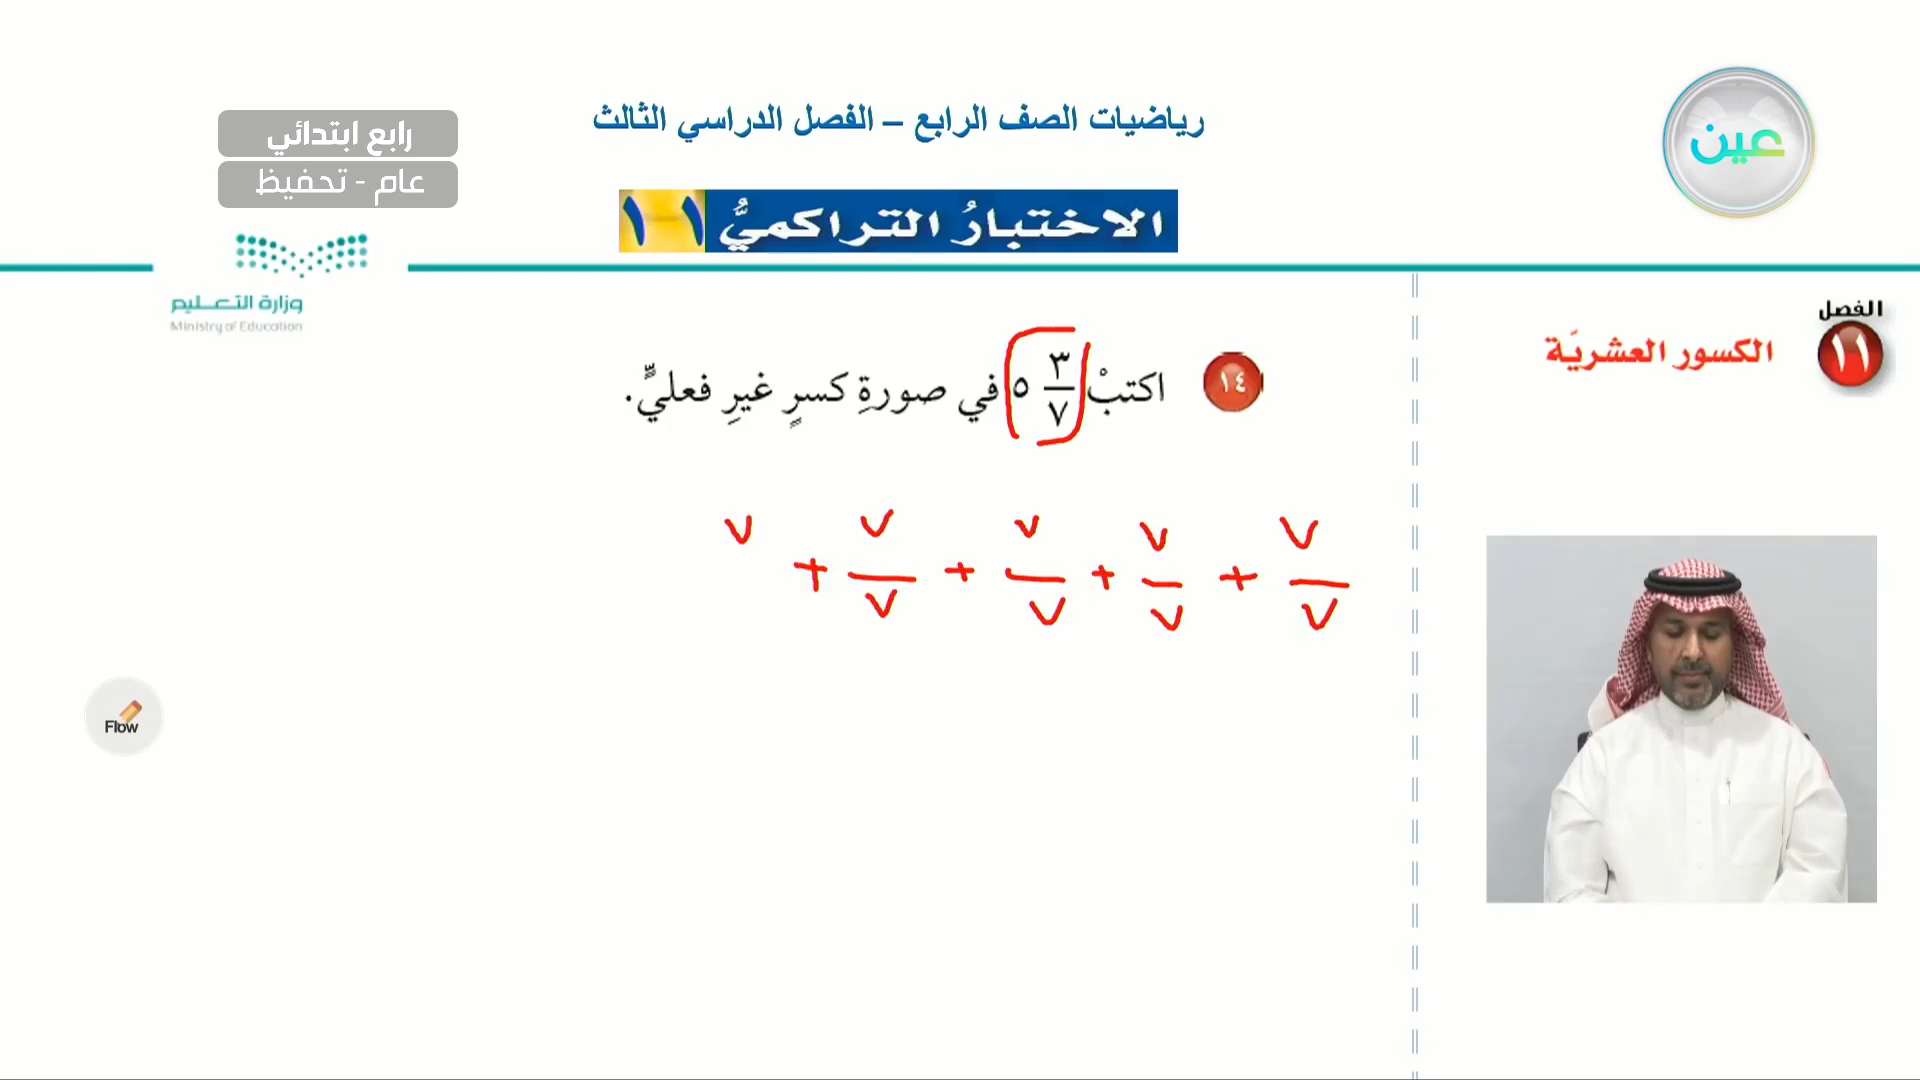 رياضيات الصف الرابع – الفصل الدراسي الثالث
عين
رابع ابتدائي
عام - تحفيظ
الاختبارُ التراكميُّ ١١
وزارة التعليم
Ministry of Education
الفصل
١١
الكسور العشريّة
١٤ اكتبْ ٥ ٣/٧ في صورةِ كسرٍ غيرِ فعليٍّ.
٧/٧ + ٧/٧ + ٧/٧ + ٧/٧ + ٧
Flow